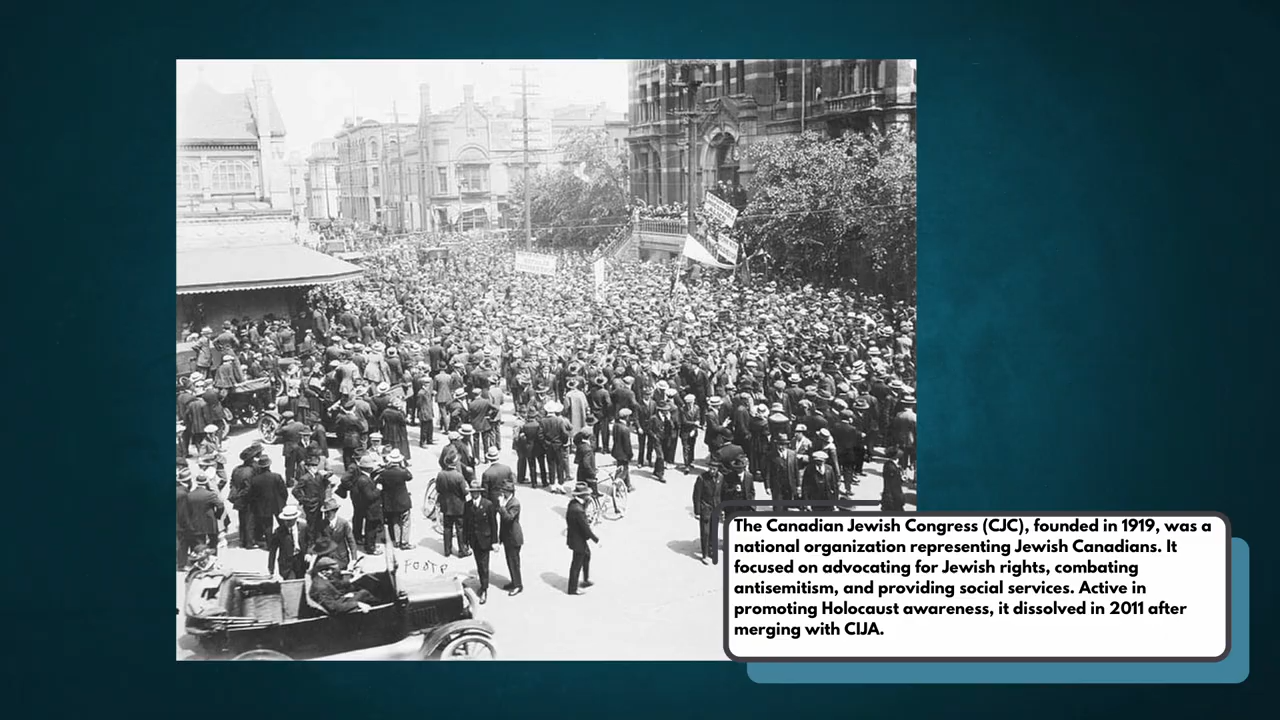 FOOTE
The Canadian Jewish Congress (CJC), founded in 1919, was a
national organization representing Jewish Canadians. It
focused on advocating for Jewish rights, combating
antisemitism, and providing social services. Active in
promoting Holocaust awareness, it dissolved in 2011 after
merging with CIJA.